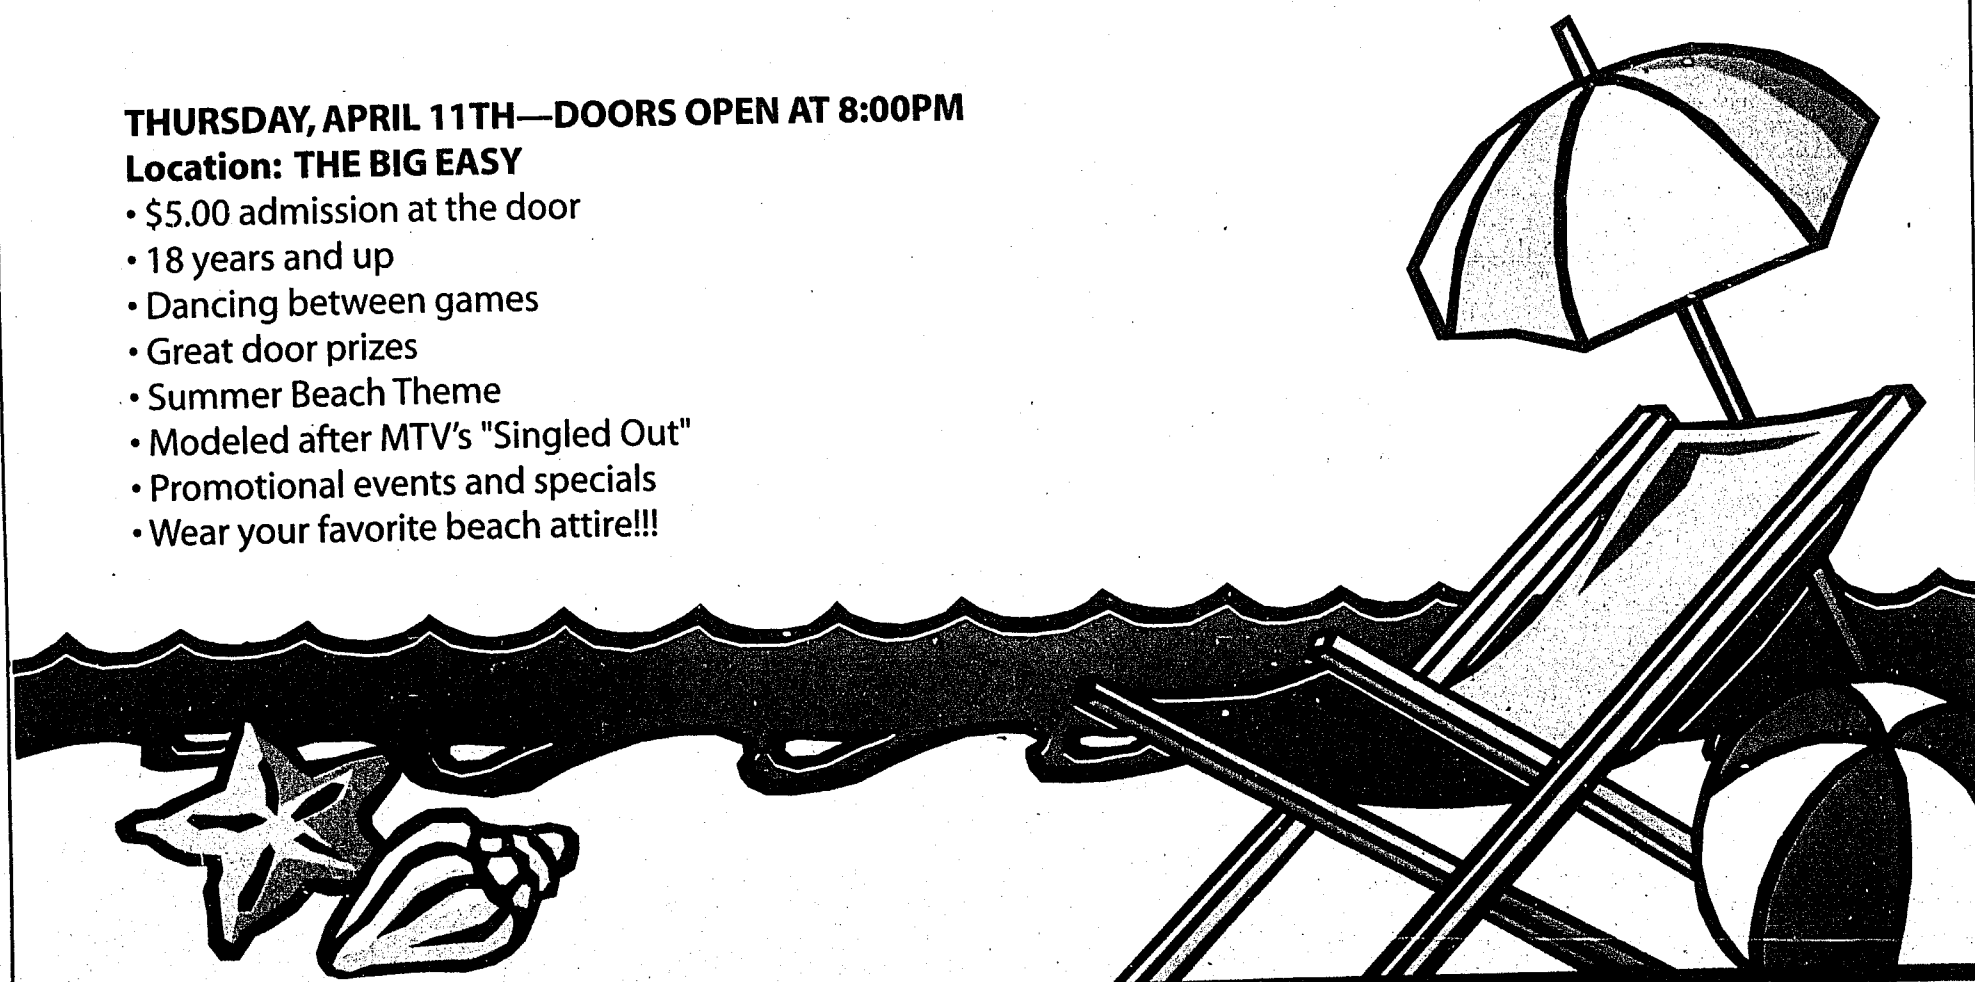 THURSDAY, APRIL 11TH—DOORS OPEN AT 8:00PM
Location: THE BIG EASY
• $5.00 admission at the door
• 18 years and up
• Dancing between games
• Great door prizes
• Summer Beach Theme
• Modeled after MTV's "Singled Out"
• Promotional events and specials
• Wear your favorite beach attire!!!